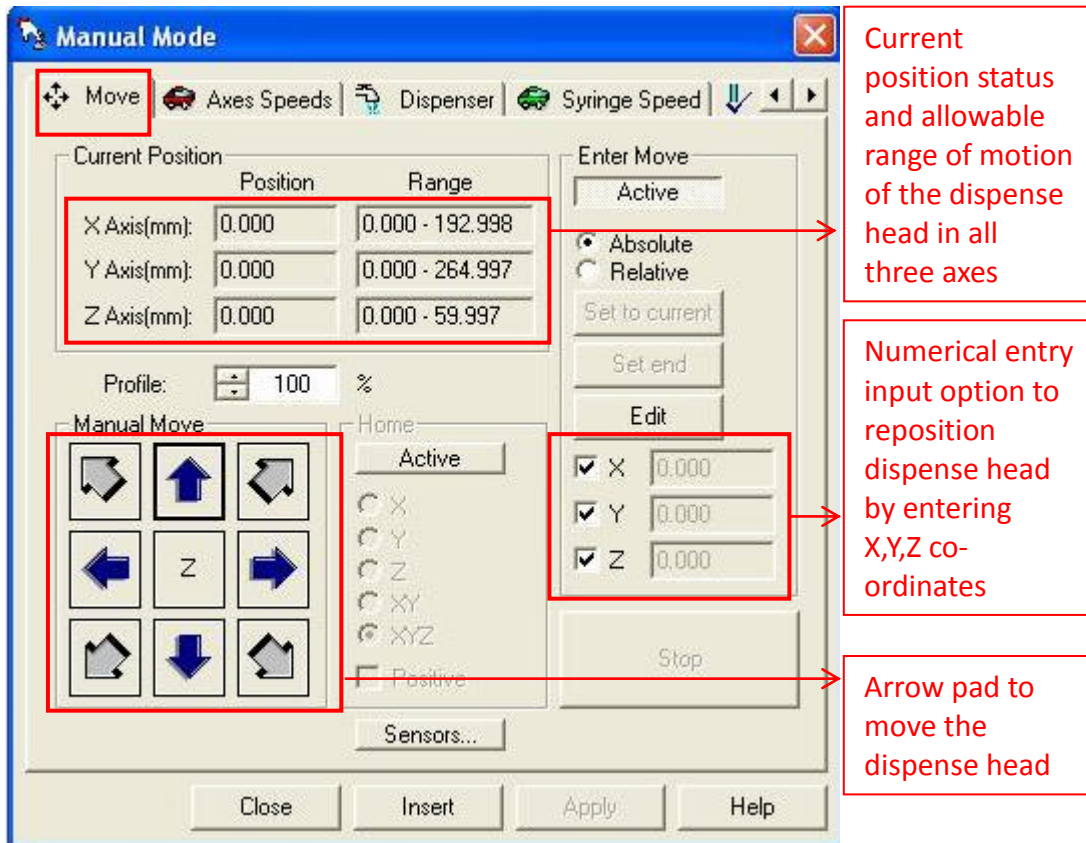 Manual Mode
Move
Axes Speeds
Dispenser
Syringe Speed
Current Position
Position Range
X Axis(mm): 0.000 0.000 - 192.998
Y Axis(mm): 0.000 0.000 - 264.997
Z Axis(mm): 0.000 0.000 - 59.997
Profile: 100 %
Manual Move
Z
Home
Active
X
Y
Z
XY
XYZ
Positive
Sensors...
Enter Move
Active
Absolute
Relative
Set to current
Set end
Edit
X 0.000
Y 0.000
Z 0.000
Stop
Close
Insert
Apply
Help
Current
position status
and allowable
range of motion
of the dispense
head in all
three axes
Numerical entry
input option to
reposition
dispense head
by entering
X,Y,Z co-
ordinates
Arrow pad to
move the
dispense head